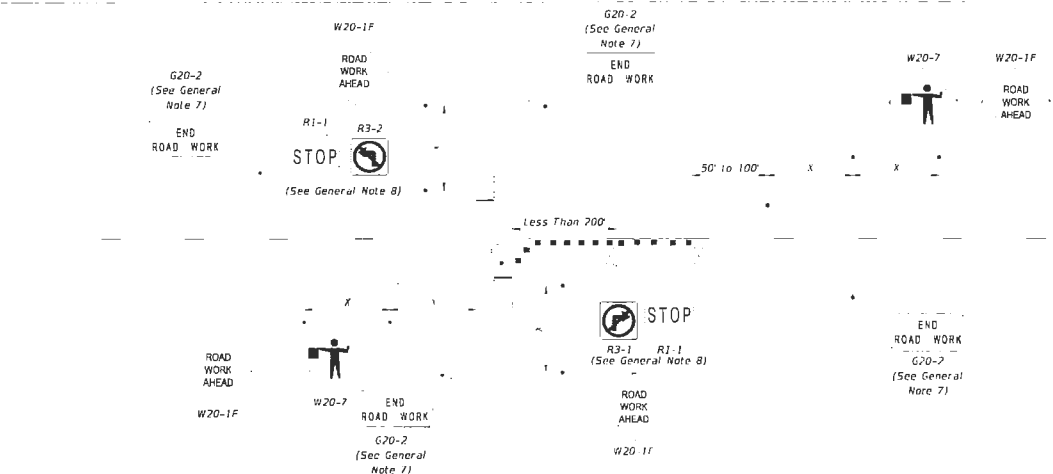 G20-2
(See General
Note 7)
END
ROAD WORK
W20-1F
ROAD
WORK
AHEAD
W20-7
W20-1F
ROAD
WORK
AHEAD
G20-2
(See General
Note 7)
END
ROAD WORK
R1-1
R3-2
STOP
(See General Note 8)
50' to 100'
X
X
Less Than 200'
X
STOP
R3-1
R1-1
(See General Note 8)
END
ROAD WORK
G20-2
(See General
Note 7)
ROAD
WORK
AHEAD
W20-1F
W20-7
END
ROAD WORK
G20-2
(See General
Note 7)
ROAD
WORK
AHEAD
W20-1F